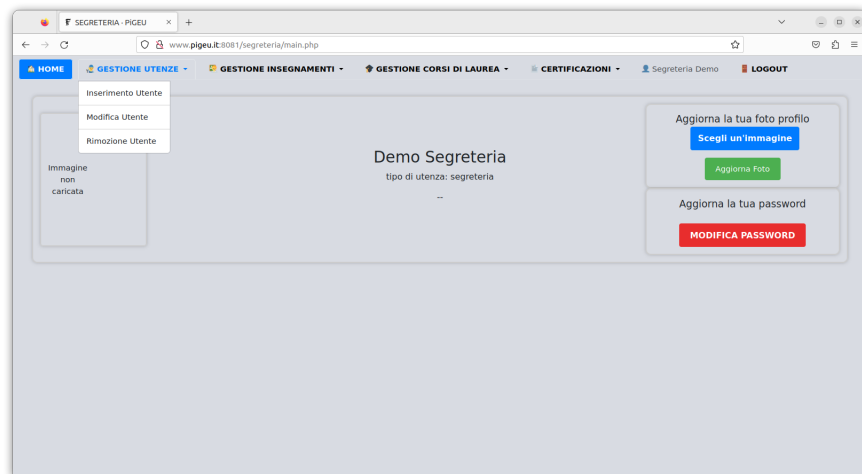 SEGRETERIA - PiGEU
www.pigeu.it:8081/segreteria/main.php
HOME
GESTIONE UTENZE
GESTIONE INSEGNAMENTI
GESTIONE CORSI DI LAUREA
CERTIFICAZIONI
Segreteria Demo
LOGOUT
Inserimento Utente
Modifica Utente
Rimozione Utente
Immagine
non
caricata
Demo Segreteria
tipo di utenza: segreteria
--
Aggiorna la tua foto profilo
Scegli un'immagine
Aggiorna Foto
Aggiorna la tua password
MODIFICA PASSWORD